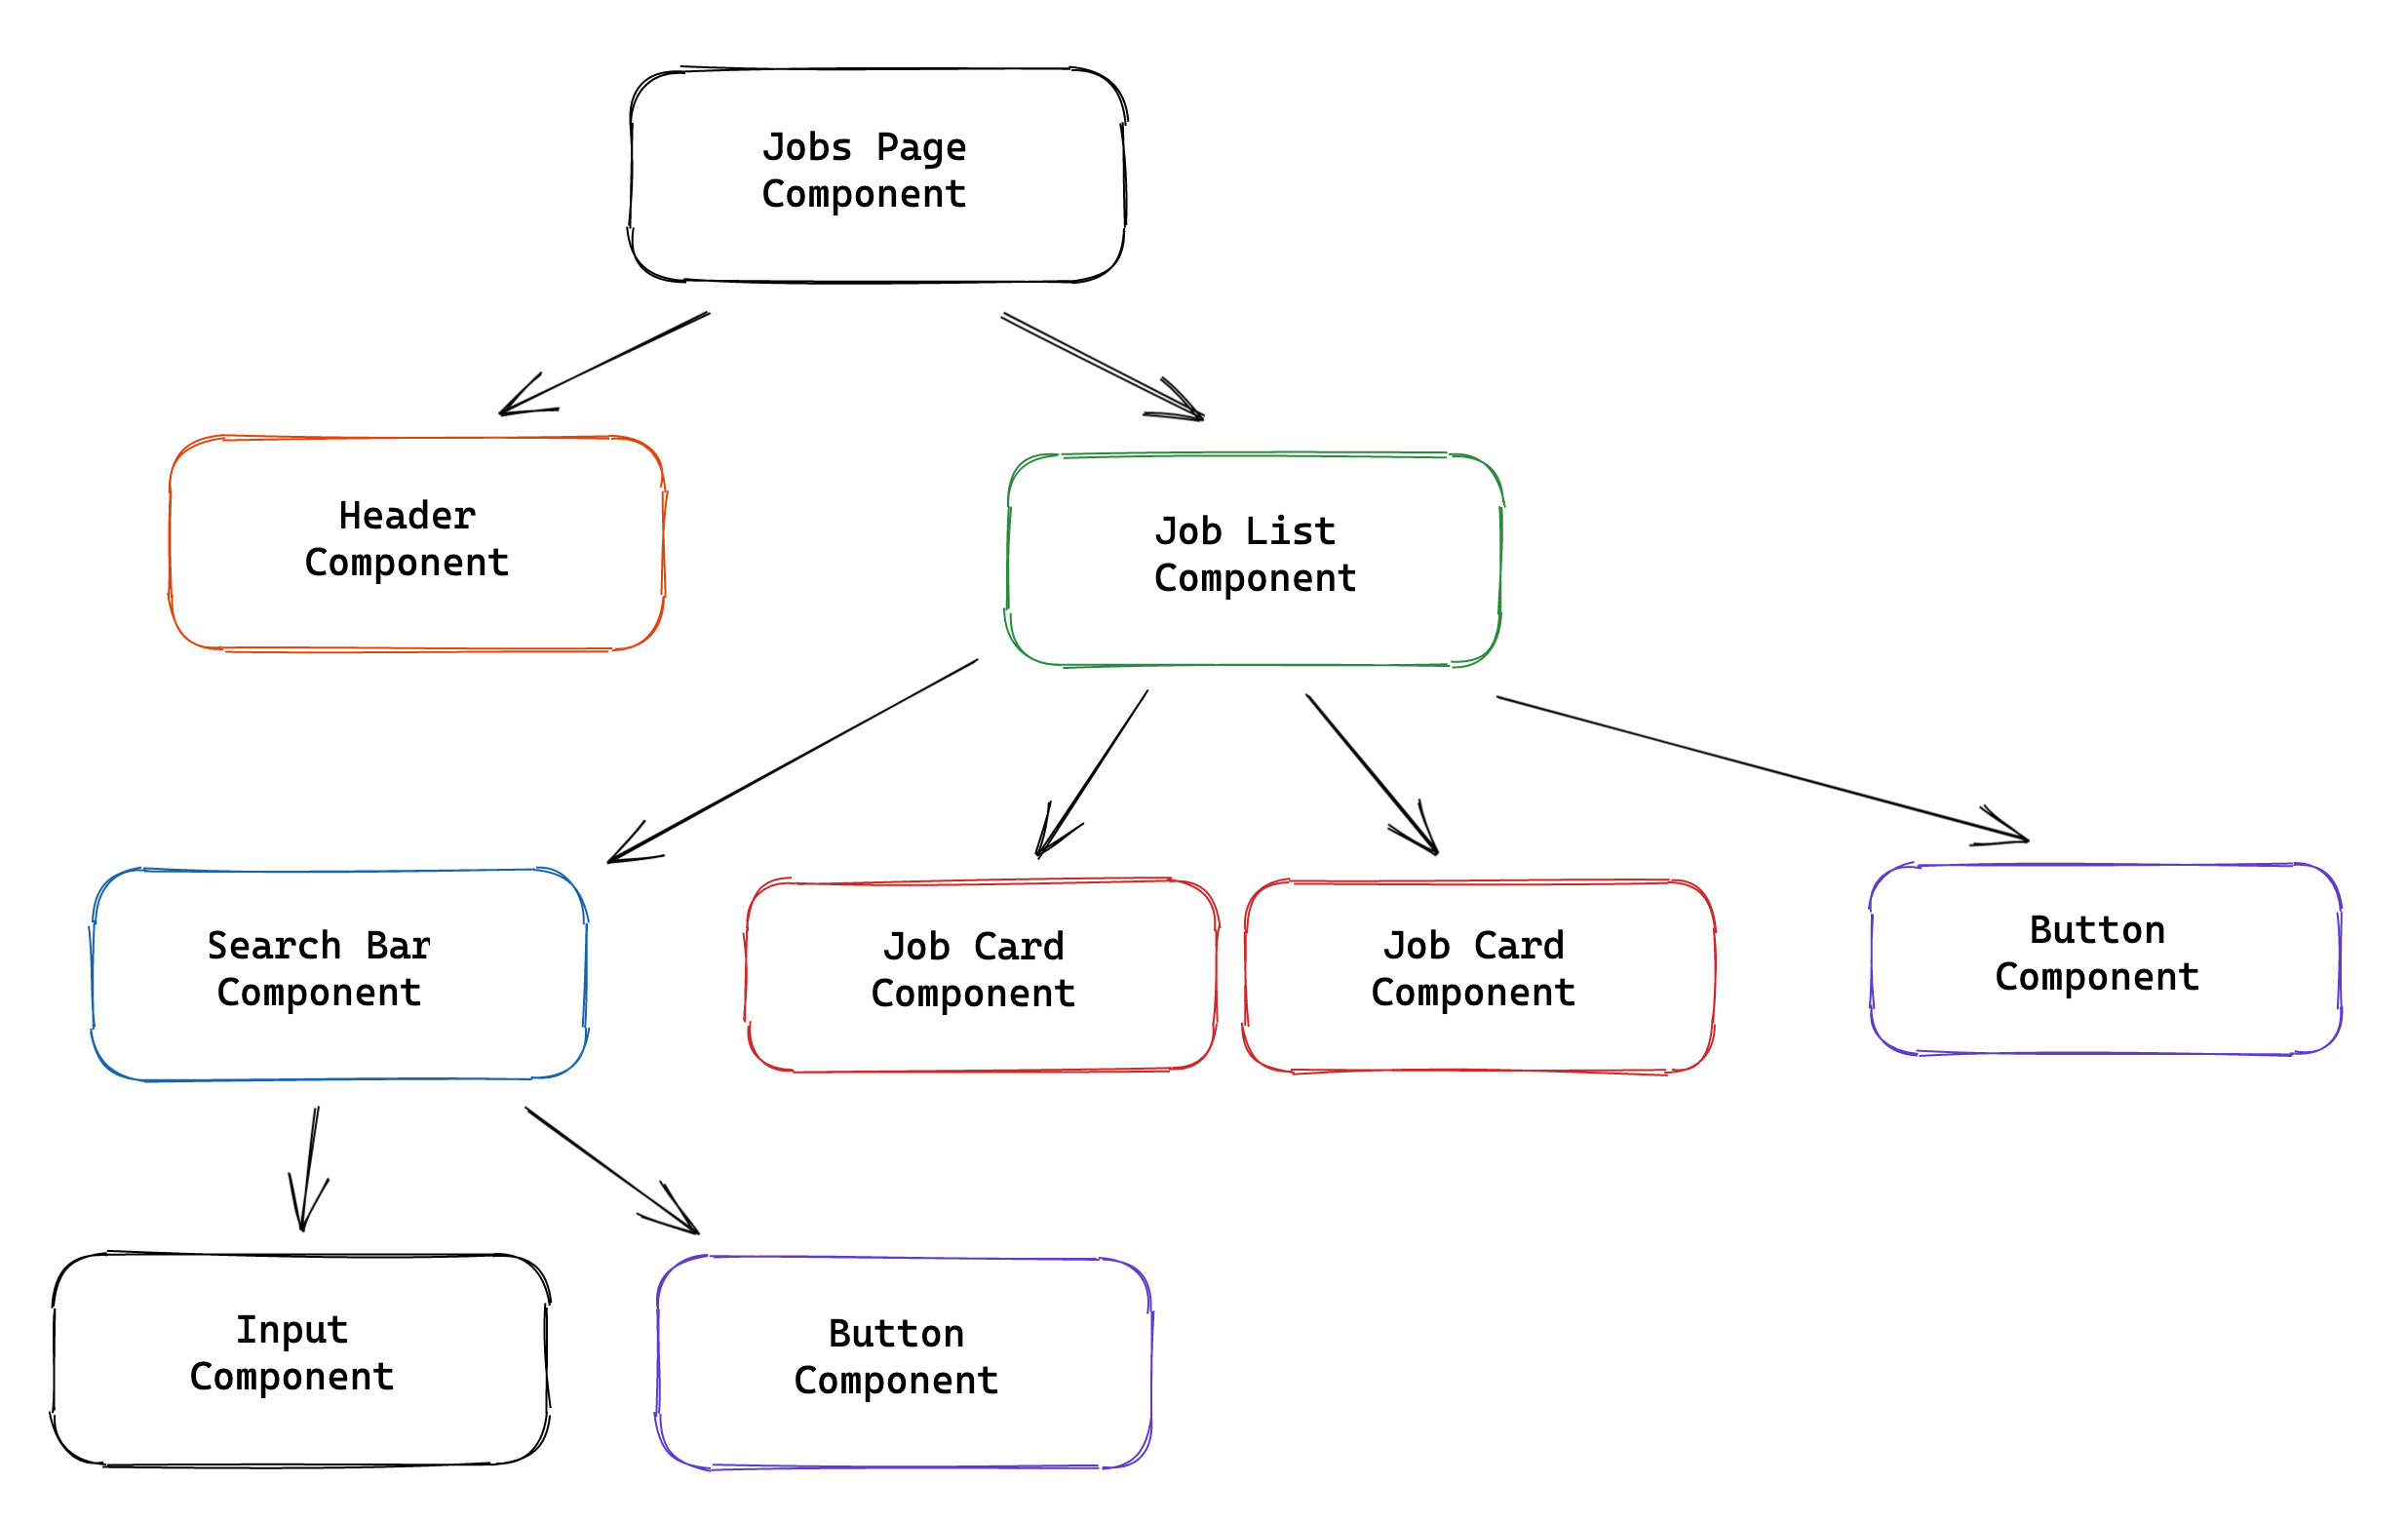 Jobs Page
Component
Header
Component
Job List
Component
Search Bar
Component
Job Card
Component
Job Card
Component
Button
Component
Input
Component
Button
Component